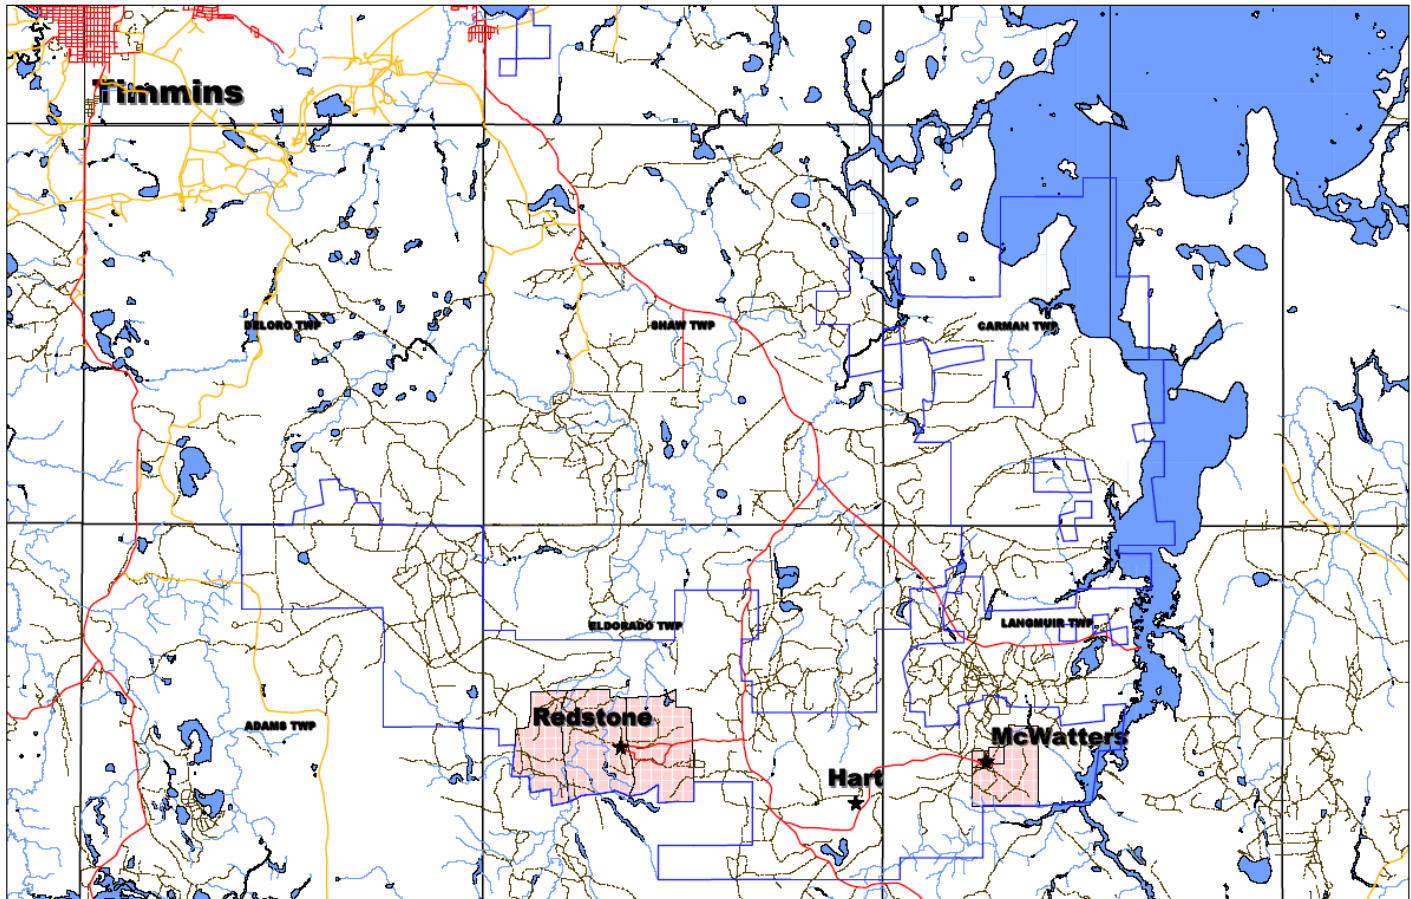 Timmins
DELORO TWP
SHAW TWP
CARMAN TWP
ELDORADO TWP
LANGMUIR TWP
ADAMS TWP
Redstone
McWatters
Hart